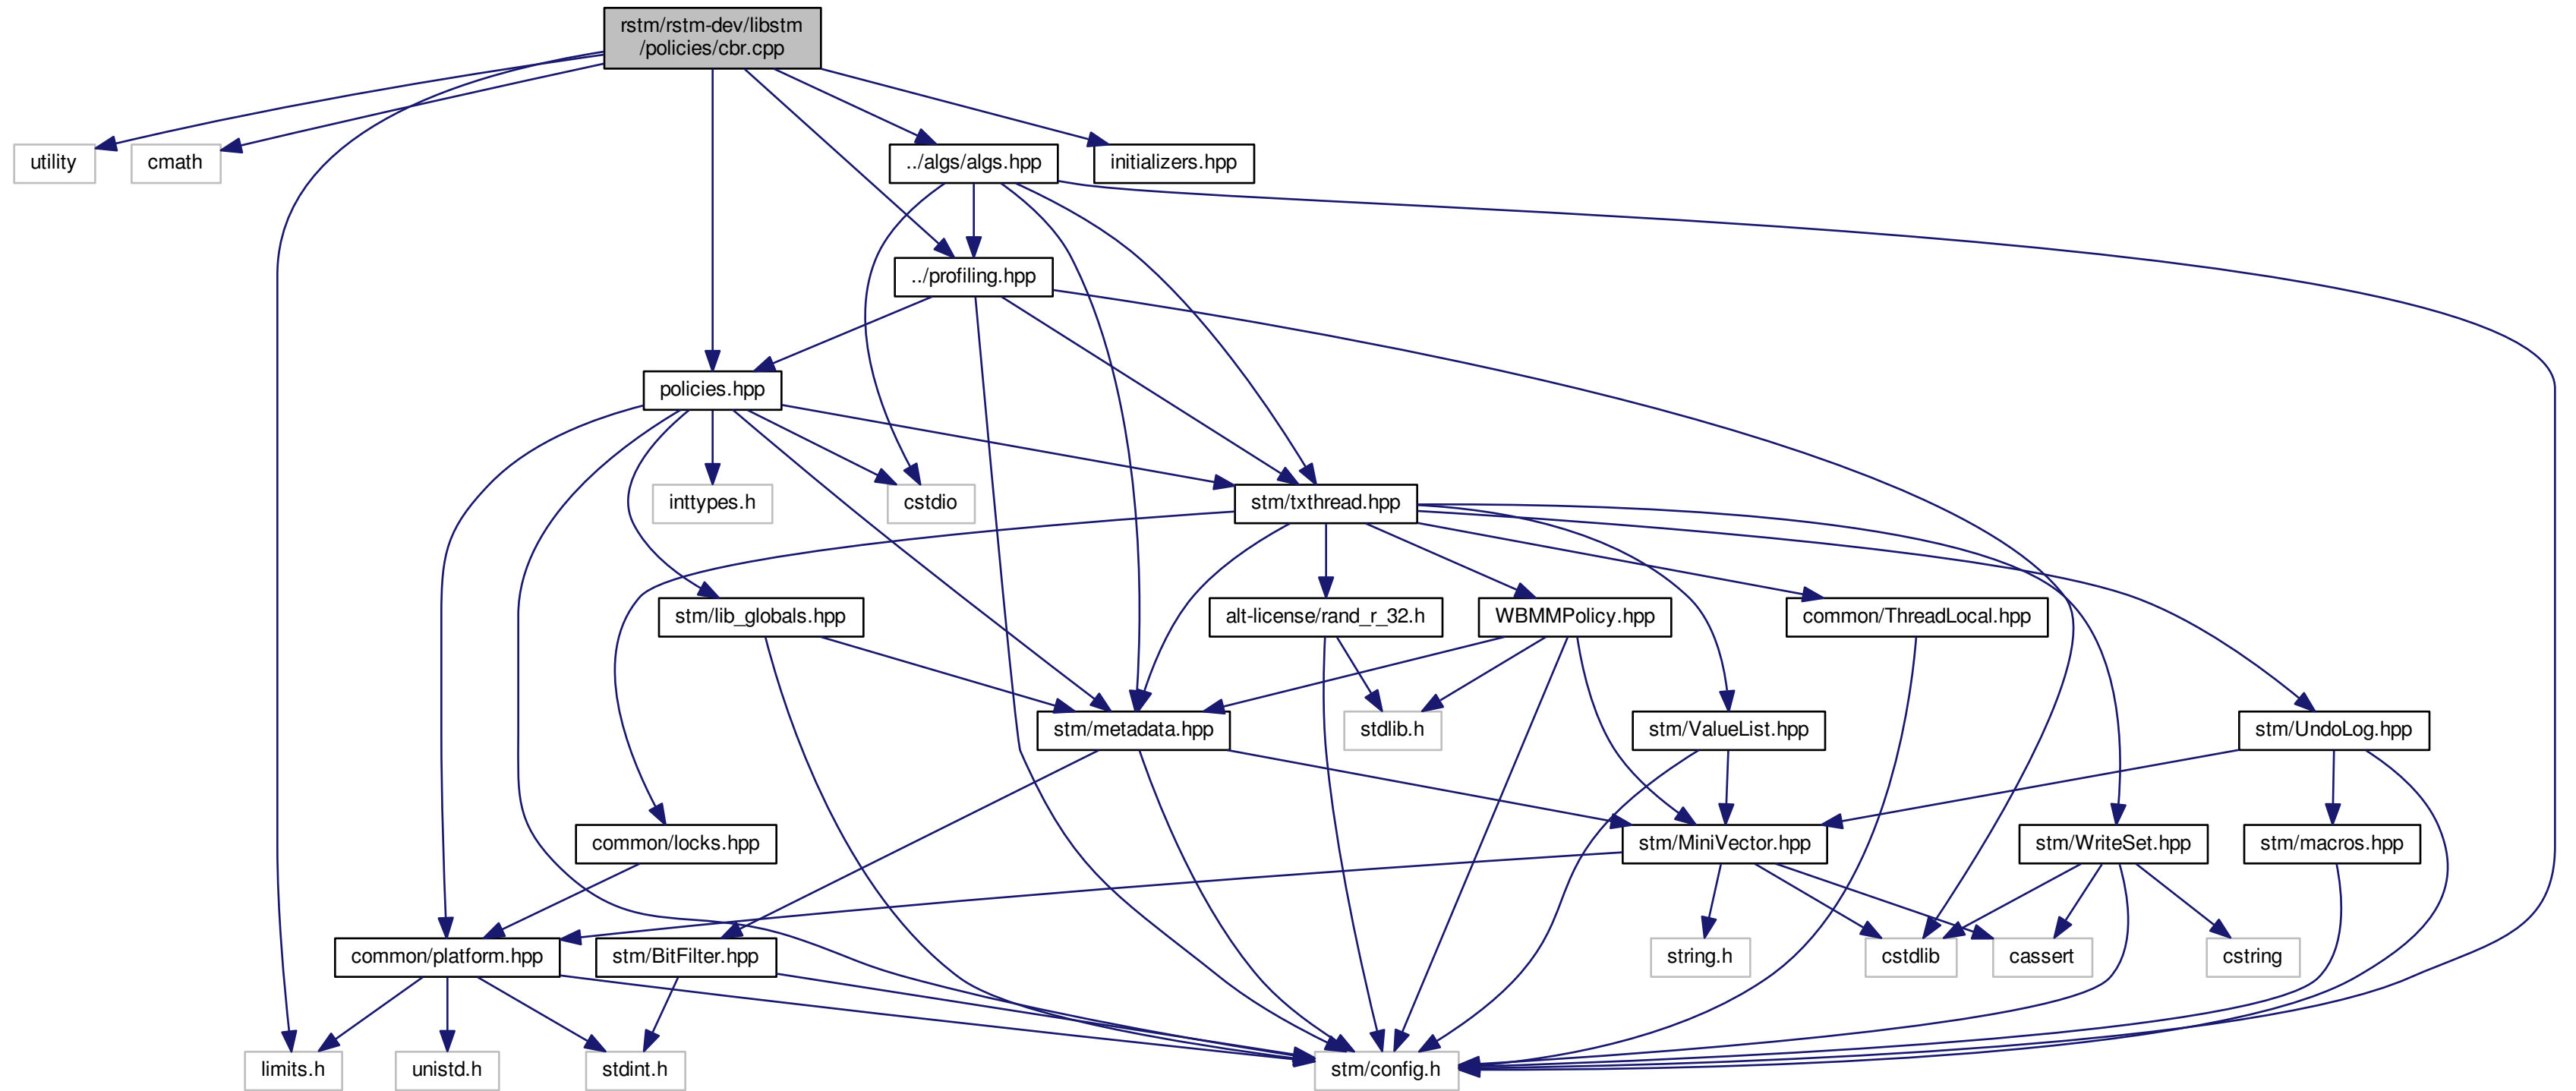 rstm/rstm-dev/libstm
/policies/cbr.cpp
utility
cmath
../algs/algs.hpp
initializers.hpp
../profiling.hpp
policies.hpp
inttypes.h
cstdio
stm/txthread.hpp
stm/lib_globals.hpp
alt-license/rand_r_32.h
WBMMPolicy.hpp
common/ThreadLocal.hpp
stm/metadata.hpp
stdlib.h
stm/ValueList.hpp
stm/UndoLog.hpp
common/locks.hpp
stm/MiniVector.hpp
stm/WriteSet.hpp
stm/macros.hpp
common/platform.hpp
stm/BitFilter.hpp
string.h
cstdlib
cassert
cstring
limits.h
unistd.h
stdint.h
stm/config.h